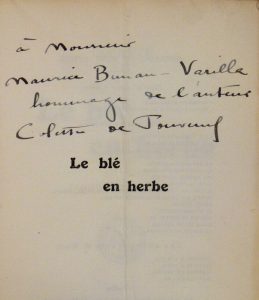 à Monsieur
Maurice Bunau-Varilla
hommage de l'auteur
Colette de Jouvenel
Le blé
en herbe